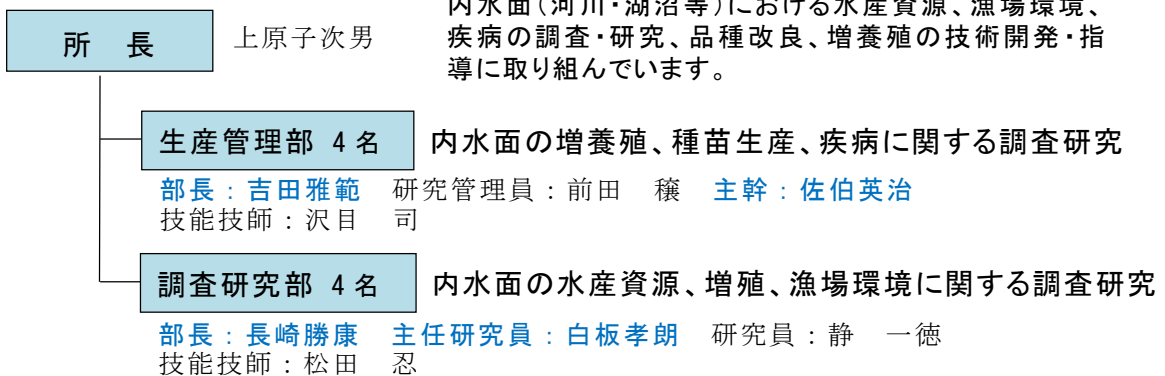 内水面(河川・湖沼等)における水産資源、漁場環境、
所 長 上原子次男 疾病の調査・研究、品種改良、増養殖の技術開発・指
導に取り組んでいます。
生産管理部 4名 内水面の増養殖、種苗生産、疾病に関する調査研究
部長:吉田雅範 研究管理員:前田 穣 主幹:佐伯英治
技能技師:沢目 司
調査研究部 4名 内水面の水産資源、増殖、漁場環境に関する調査研究
部長:長崎勝康 主任研究員:白板孝朗 研究員:静 一徳
技能技師:松田 忍